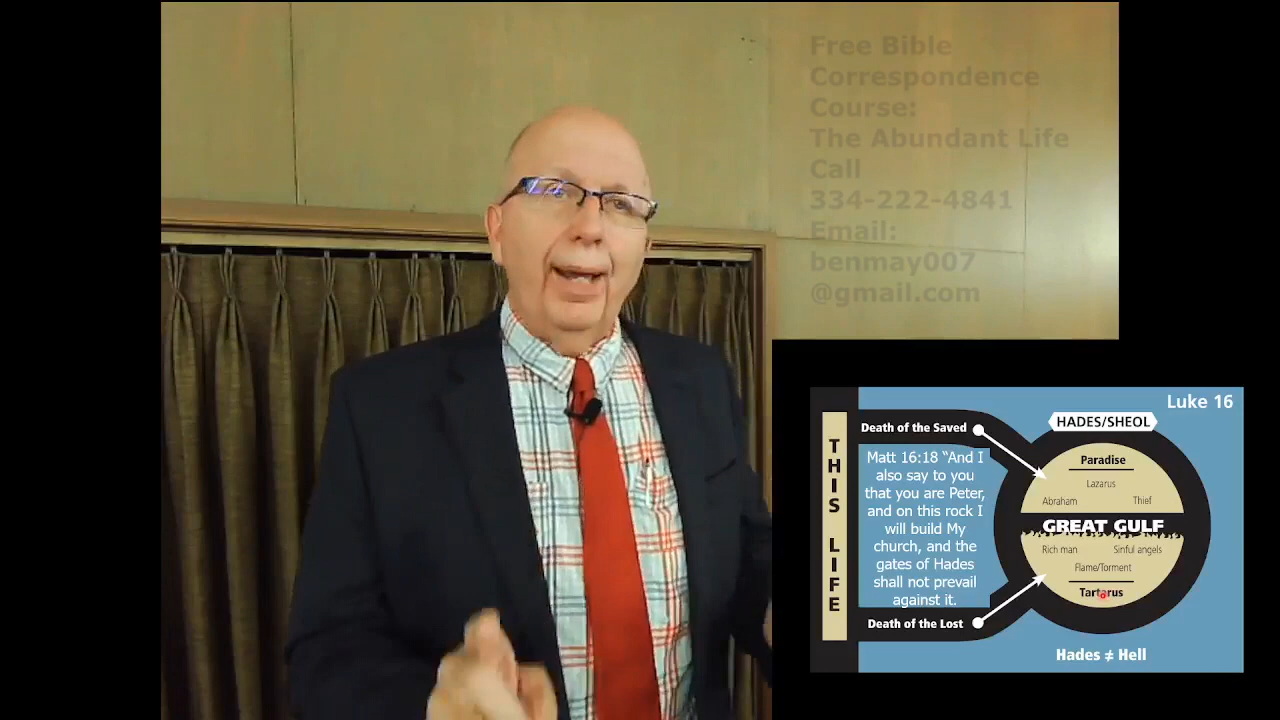 Free Bible
Correspondence
Course:
The Abundant Life
Call
334-222-4841
Email:
benmay007
@gmail.com
Luke 16
HADES/SHEOL
THIS LIFE
Death of the Saved
Matt 16:18 “And I
also say to you
that you are Peter,
and on this rock I
will build My
church, and the
gates of Hades
shall not prevail
against it.
Death of the Lost
Paradise
Lazarus
Abraham Thief
GREAT GULF
Rich man Sinful angels
Flame/Torment
Tartarus
Hades ≠ Hell